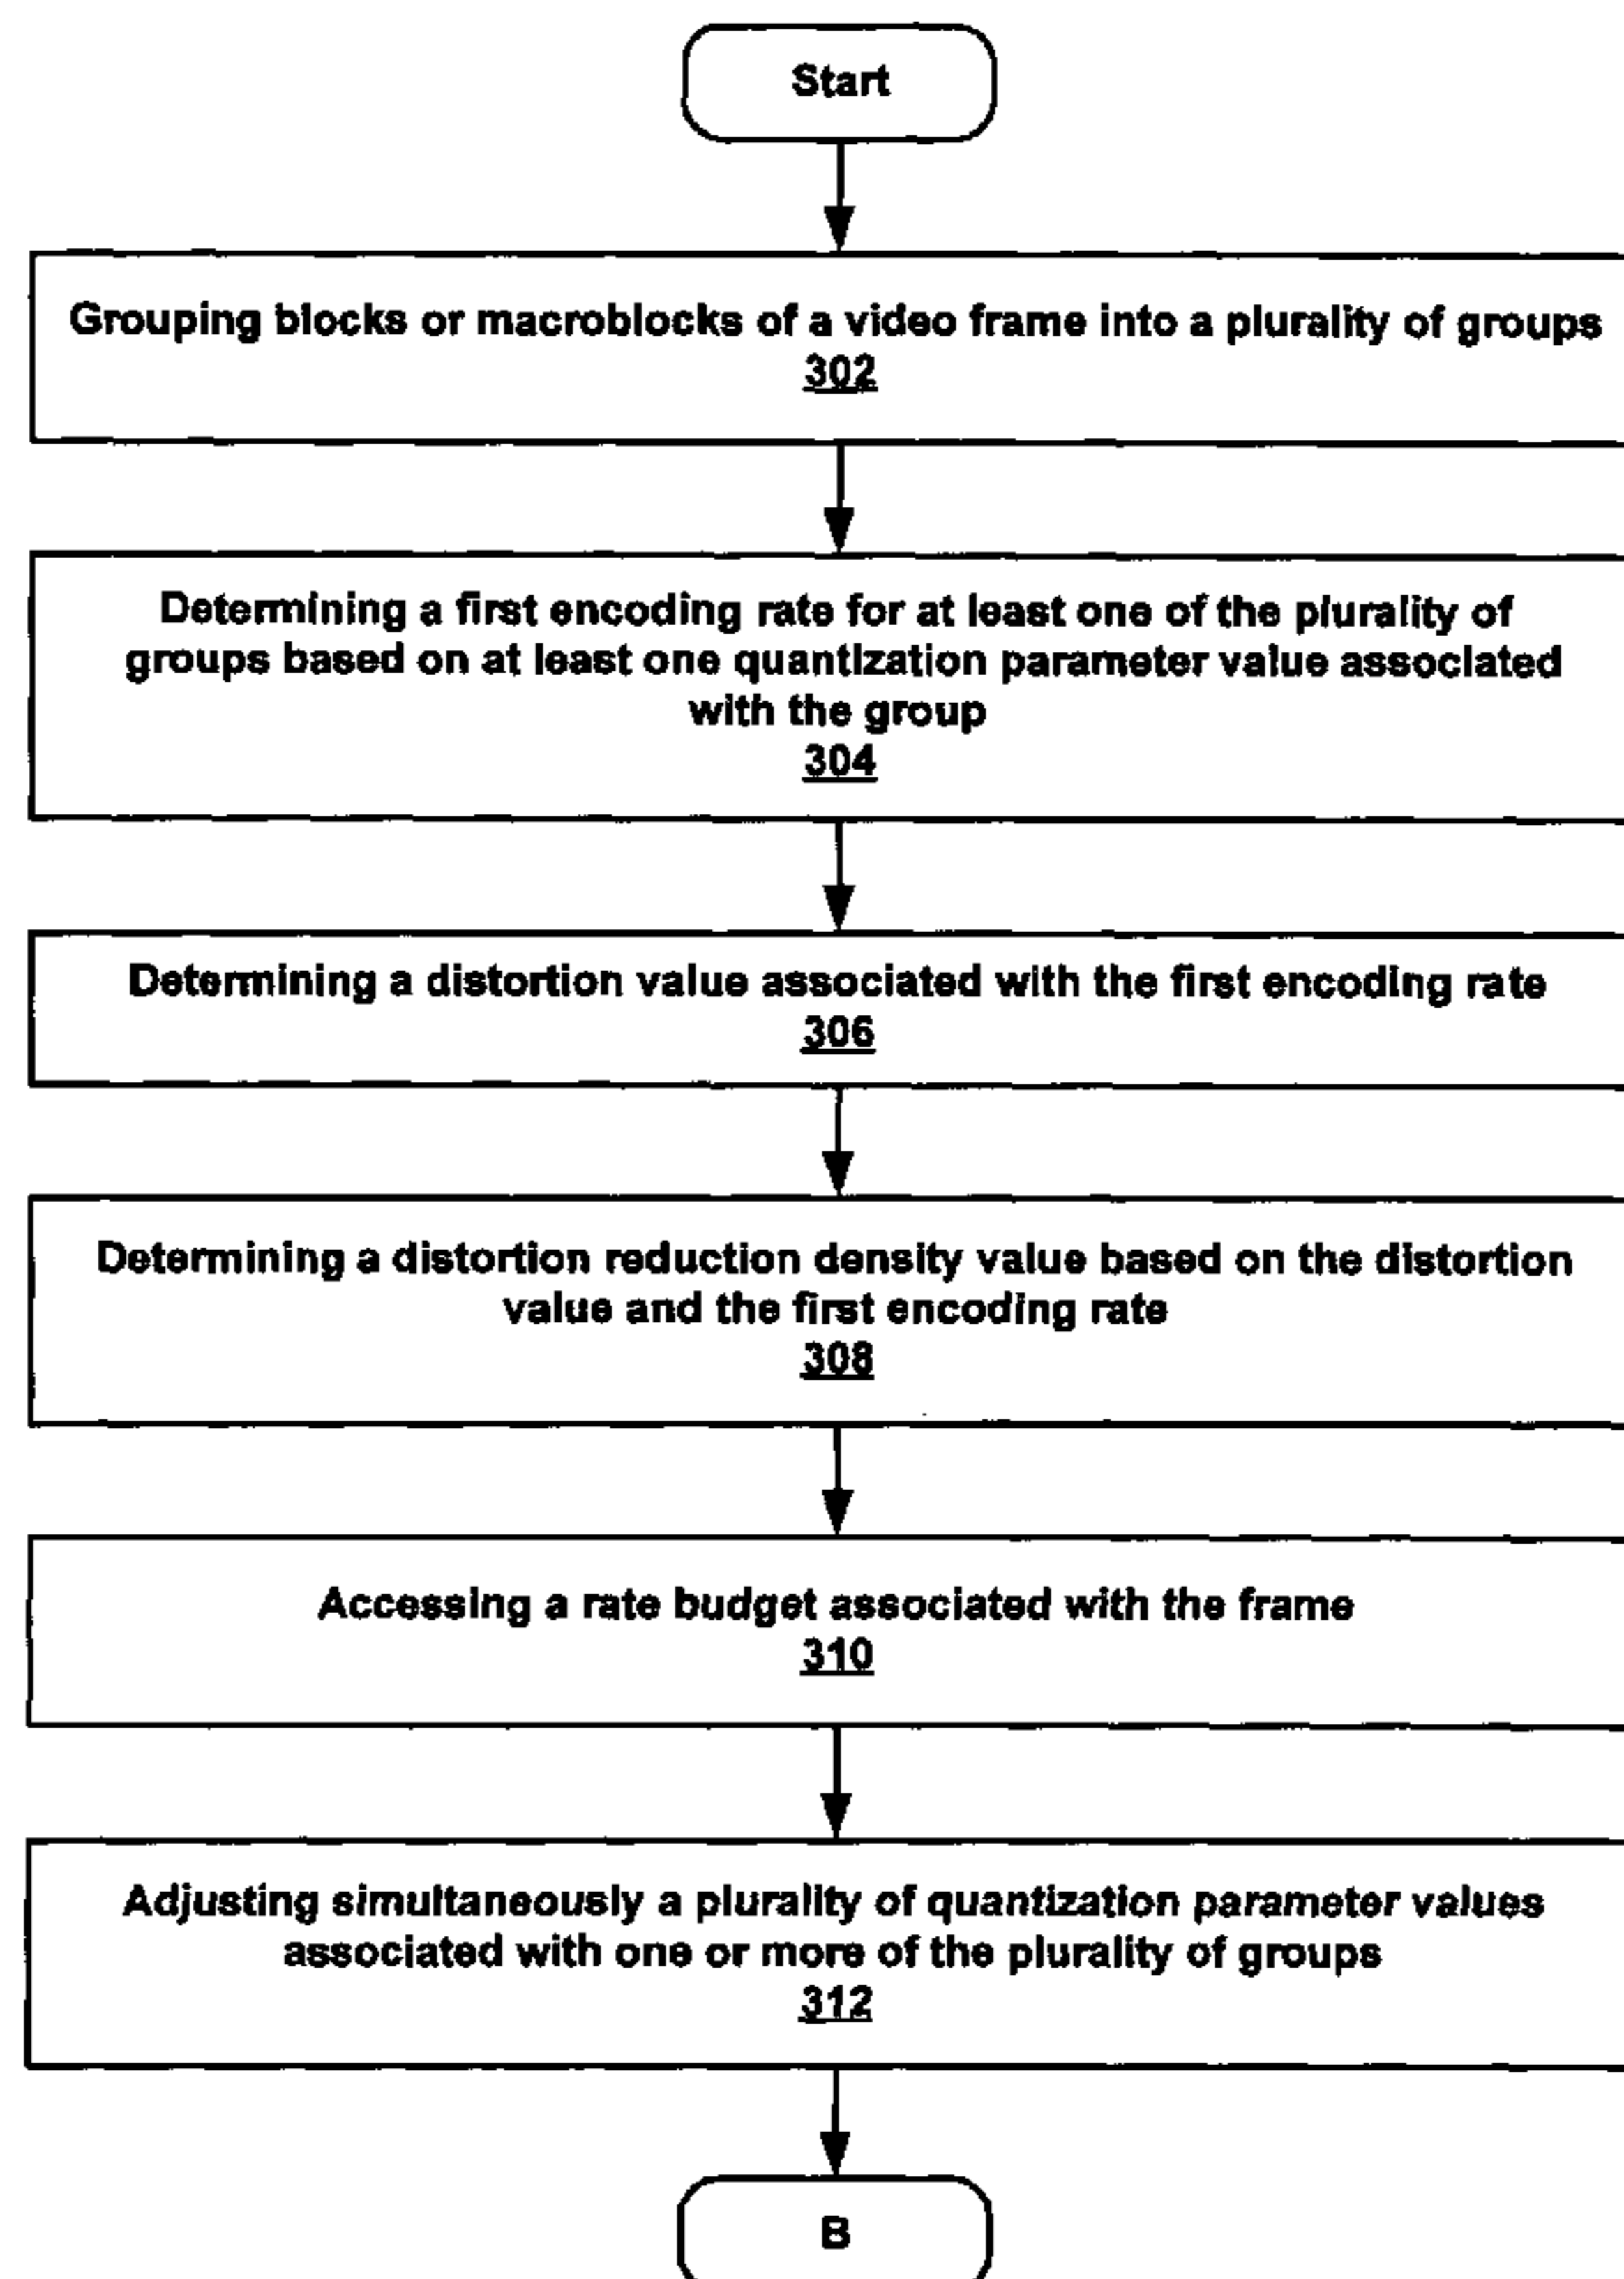 Start
Grouping blocks or macroblocks of a video frame into a plurality of groups
302
Determining a first encoding rate for at least one of the plurality of
groups based on at least one quantization parameter value associated
with the group
304
Determining a distortion value associated with the first encoding rate
306
Determining a distortion reduction density value based on the distortion
value and the first encoding rate
308
Accessing a rate budget associated with the frame
310
Adjusting simultaneously a plurality of quantization parameter values
associated with one or more of the plurality of groups
312
B